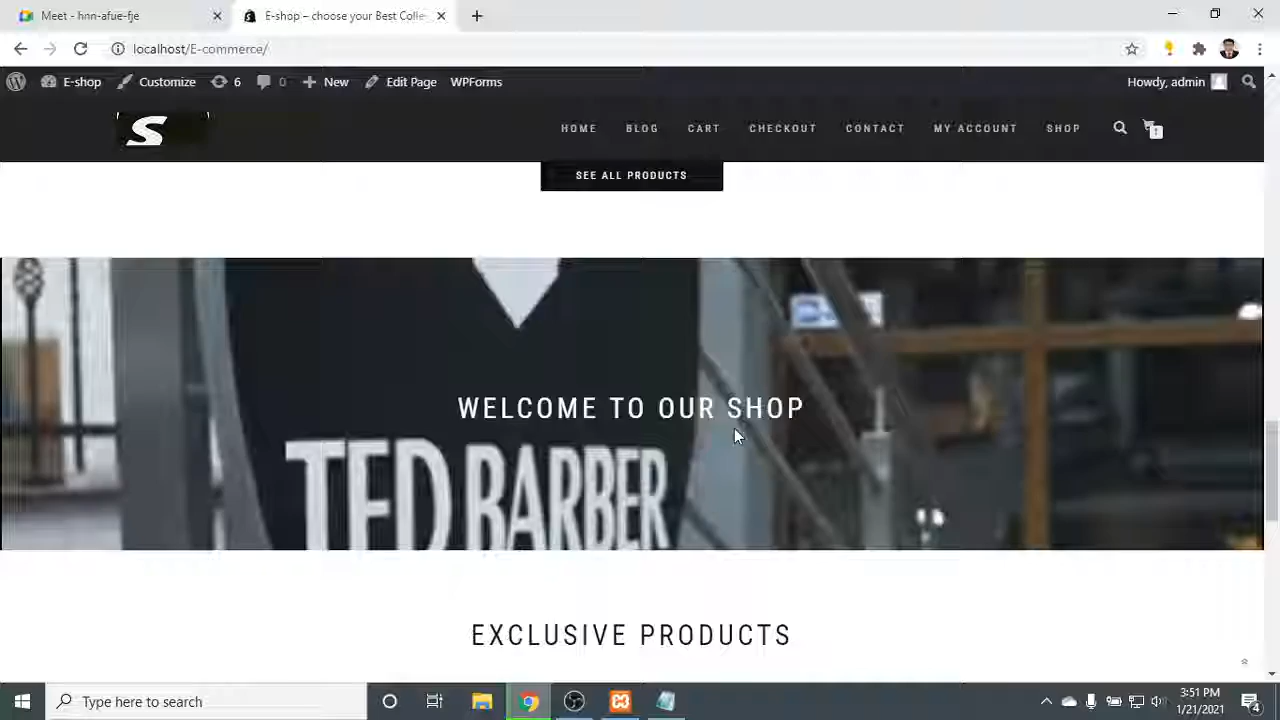 Meet - hnn-afue-fje
E-shop – choose your Best Colle
localhost/E-commerce/
E-shop
Customize
6
0
New
Edit Page
WPForms
Howdy, admin
S
HOME
BLOG
CART
CHECKOUT
CONTACT
MY ACCOUNT
SHOP
1
SEE ALL PRODUCTS
WELCOME TO OUR SHOP
TED BARBER
EXCLUSIVE PRODUCTS
Type here to search
3:51 PM
1/21/2021
4